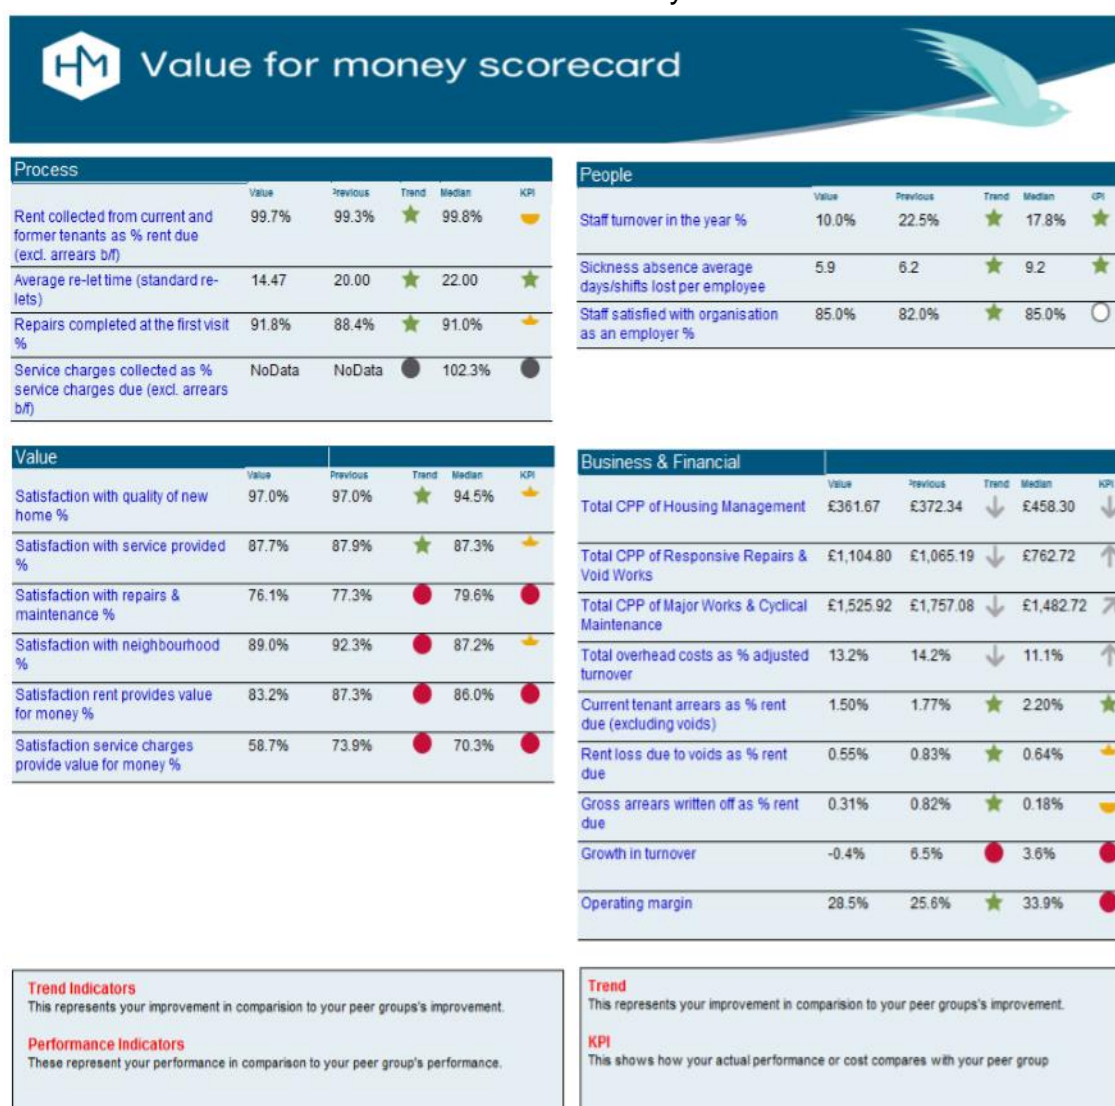 HM
Value for money scorecard
Process
Value Previous Trend Median KPI
Rent collected from current and 99.7% 99.3% 99.8%
former tenants as % rent due
(excl. arrears b/f)
Average re-let time (standard re- 14.47 20.00 22.00
lets)
Repairs completed at the first visit 91.8% 88.4% 91.0%
%
Service charges collected as % NoData NoData 102.3%
service charges due (excl. arrears
b/f)
People
Value Previous Trend Median KPI
Staff turnover in the year % 10.0% 22.5% 17.8%
Sickness absence average 5.9 6.2 9.2
days/shifts lost per employee
Staff satisfied with organisation 85.0% 82.0% 85.0%
as an employer %
Value
Value Previous Trend Median KPI
Satisfaction with quality of new 97.0% 97.0% 94.5%
home %
Satisfaction with service provided 87.7% 87.9% 87.3%
%
Satisfaction with repairs & 76.1% 77.3% 79.6%
maintenance %
Satisfaction with neighbourhood 89.0% 92.3% 87.2%
%
Satisfaction rent provides value 83.2% 87.3% 86.0%
for money %
Satisfaction service charges 58.7% 73.9% 70.3%
provide value for money %
Business & Financial
Value Previous Trend Median KPI
Total CPP of Housing Management £361.67 £372.34 £458.30
Total CPP of Responsive Repairs & £1,104.80 £1,065.19 £762.72
Void Works
Total CPP of Major Works & Cyclical £1,525.92 £1,757.08 £1,482.72
Maintenance
Total overhead costs as % adjusted 13.2% 14.2% 11.1%
turnover
Current tenant arrears as % rent 1.50% 1.77% 2.20%
due (excluding voids)
Rent loss due to voids as % rent 0.55% 0.83% 0.64%
due
Gross arrears written off as % rent 0.31% 0.82% 0.18%
due
Growth in turnover -0.4% 6.5% 3.6%
Operating margin 28.5% 25.6% 33.9%
Trend Indicators
This represents your improvement in comparision to your peer groups's improvement.
Performance Indicators
These represent your performance in comparison to your peer group's performance.
Trend
This represents your improvement in comparision to your peer groups's improvement.
KPI
This shows how your actual performance or cost compares with your peer group